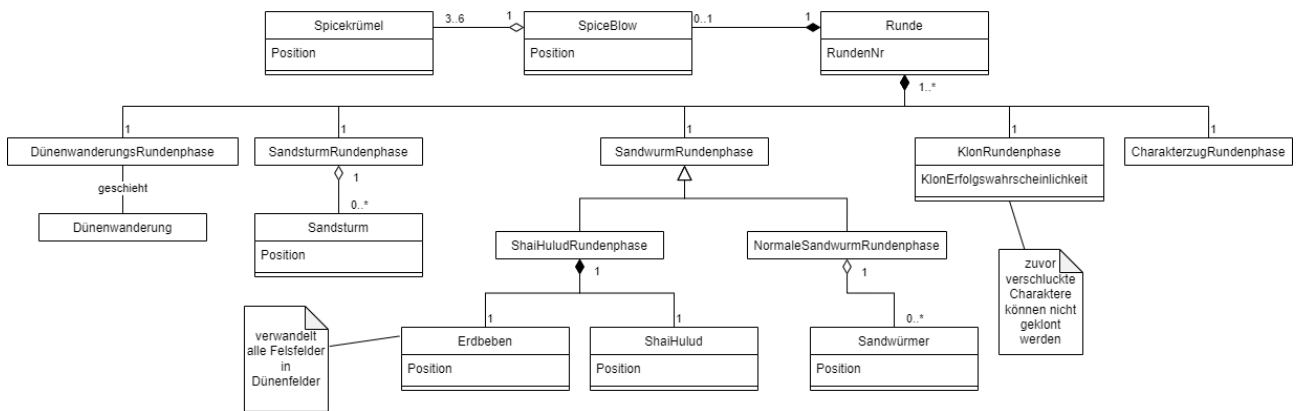 Spicekrümel
Position
3..6
1
SpiceBlow
Position
0..1
1
Runde
RundenNr
1..*
1
1
1
1
1
DünenwanderungsRundenphase
SandsturmRundenphase
SandwurmRundenphase
KlonRundenphase
KlonErfolgswahrscheinlichkeit
CharakterzugRundenphase
geschieht
1
0..*
Dünenwanderung
Sandsturm
Position
ShaiHuludRundenphase
NormaleSandwurmRundenphase
1
1
zuvor
verschluckte
Charaktere
können nicht
geklont
werden
verwandelt
alle Felsfelder
in
Dünenfelder
1
1
0..*
Erdbeben
Position
ShaiHulud
Position
Sandwürmer
Position